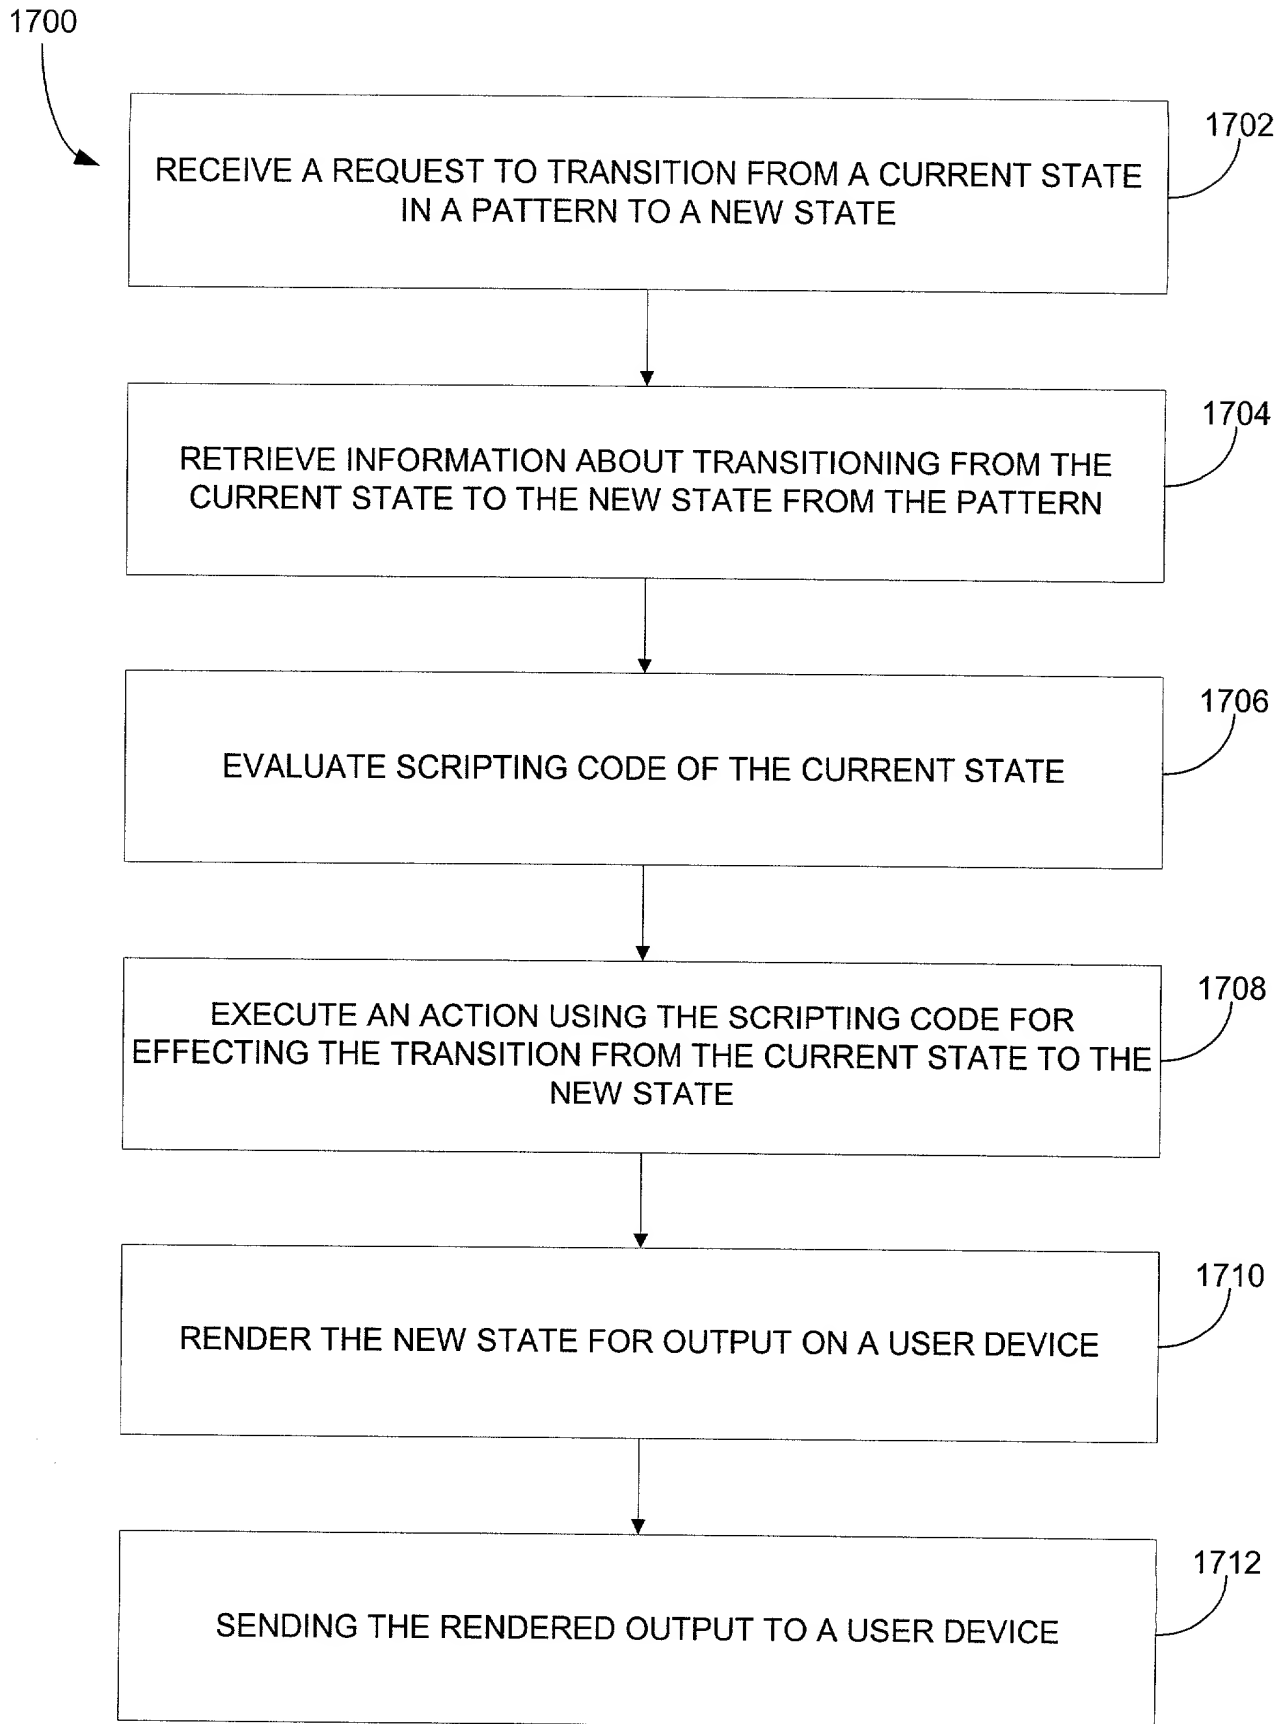 1700
1702
RECEIVE A REQUEST TO TRANSITION FROM A CURRENT STATE
IN A PATTERN TO A NEW STATE
1704
RETRIEVE INFORMATION ABOUT TRANSITIONING FROM THE
CURRENT STATE TO THE NEW STATE FROM THE PATTERN
1706
EVALUATE SCRIPTING CODE OF THE CURRENT STATE
1708
EXECUTE AN ACTION USING THE SCRIPTING CODE FOR
EFFECTING THE TRANSITION FROM THE CURRENT STATE TO THE
NEW STATE
1710
RENDER THE NEW STATE FOR OUTPUT ON A USER DEVICE
1712
SENDING THE RENDERED OUTPUT TO A USER DEVICE